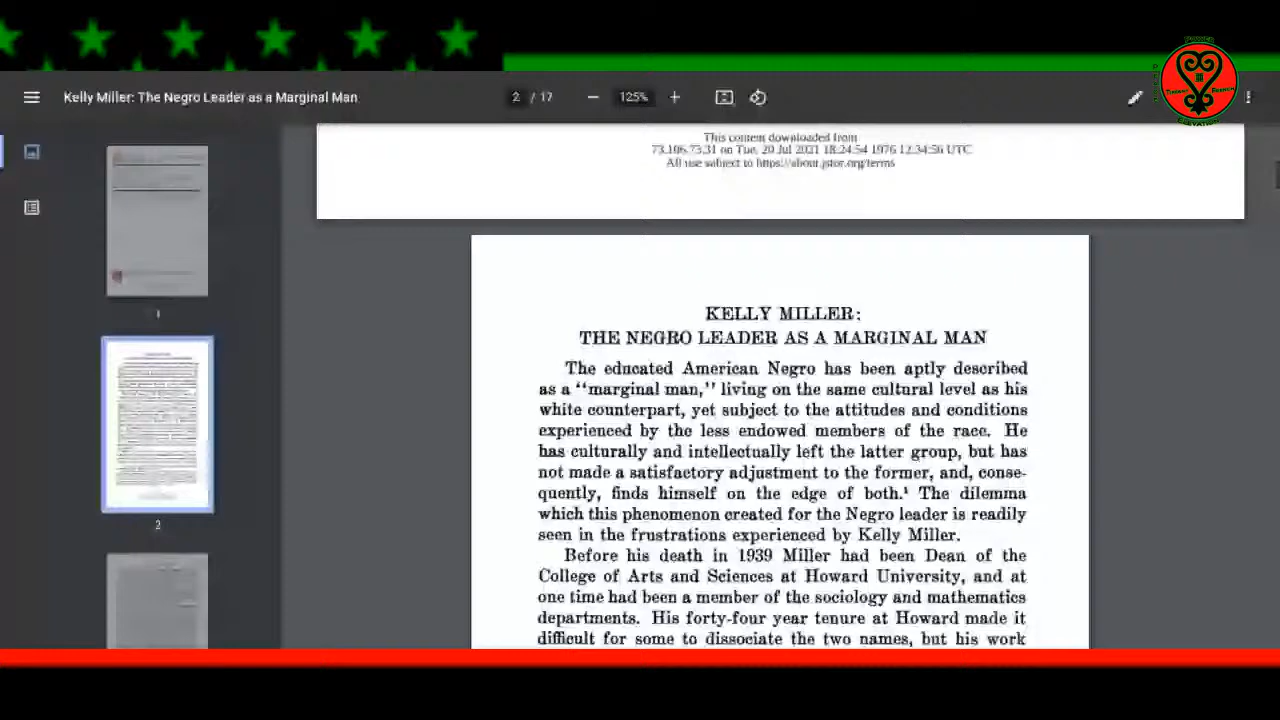 POWER
Kelly Miller: The Negro Leader as a Marginal Man
2 / 17
125%
ELEVATION
This content downloaded from
73.106.73.31 on Tue, 20 Jul 2021 18:24:54 1976 12:34:56 UTC
All use subject to https://about.jstor.org/terms
1
2
KELLY MILLER:
THE NEGRO LEADER AS A MARGINAL MAN
The educated American Negro has been aptly described
as a "marginal man," living on the same cultural level as his
white counterpart, yet subject to the attitudes and conditions
experienced by the less endowed members of the race. He
has culturally and intellectually left the latter group, but has
not made a satisfactory adjustment to the former, and, conse-
quently, finds himself on the edge of both.¹ The dilemma
which this phenomenon created for the Negro leader is readily
seen in the frustrations experienced by Kelly Miller.
Before his death in 1939 Miller had been Dean of the
College of Arts and Sciences at Howard University, and at
one time had been a member of the sociology and mathematics
departments. His forty-four year tenure at Howard made it
difficult for some to dissociate the two names, but his work